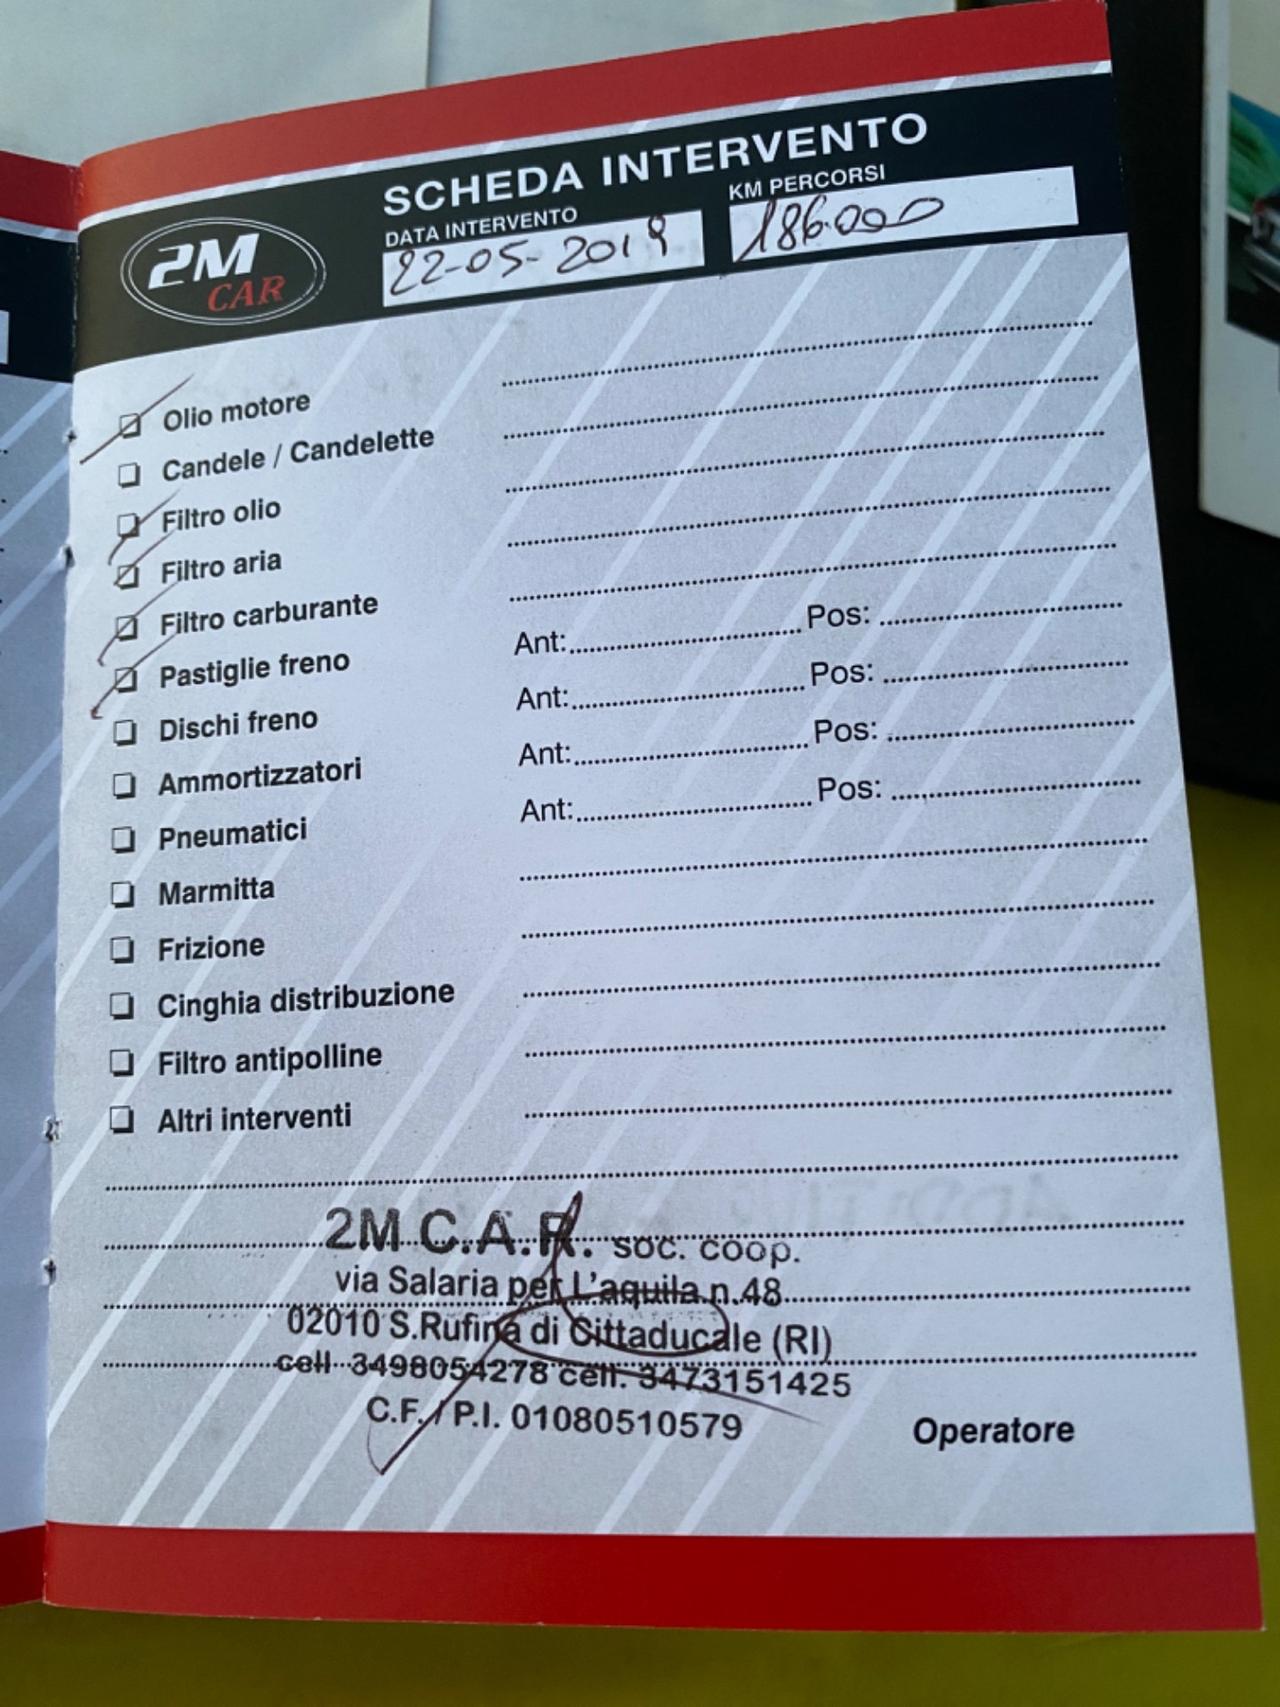 SCHEDA INTERVENTO
DATA INTERVENTO KM PERCORSI
22-05-2019 186.000
2M
CAR
Olio motore
Candele / Candelette
Filtro olio
Filtro aria
Filtro carburante
Pastiglie freno Ant: Pos:
Dischi freno Ant: Pos:
Ammortizzatori Ant: Pos:
Pneumatici Ant: Pos:
Marmitta
Frizione
Cinghia distribuzione
Filtro antipolline
Altri interventi
2M C.A.R. soc. coop.
via Salaria per L'aquila n.48
02010 S.Rufina di Cittaducale (RI)
cell 3498054278 cell. 3473151425
C.F. / P.I. 01080510579
Operatore